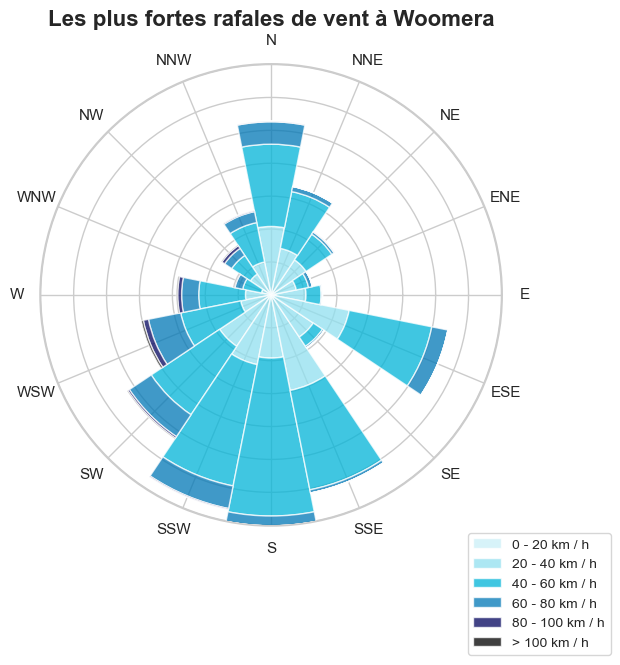 Les plus fortes rafales de vent à Woomera
N
NNW
NNE
NW
NE
WNW
ENE
W
E
WSW
ESE
SW
SE
SSW
SSE
S
0 - 20 km / h
20 - 40 km / h
40 - 60 km / h
60 - 80 km / h
80 - 100 km / h
> 100 km / h